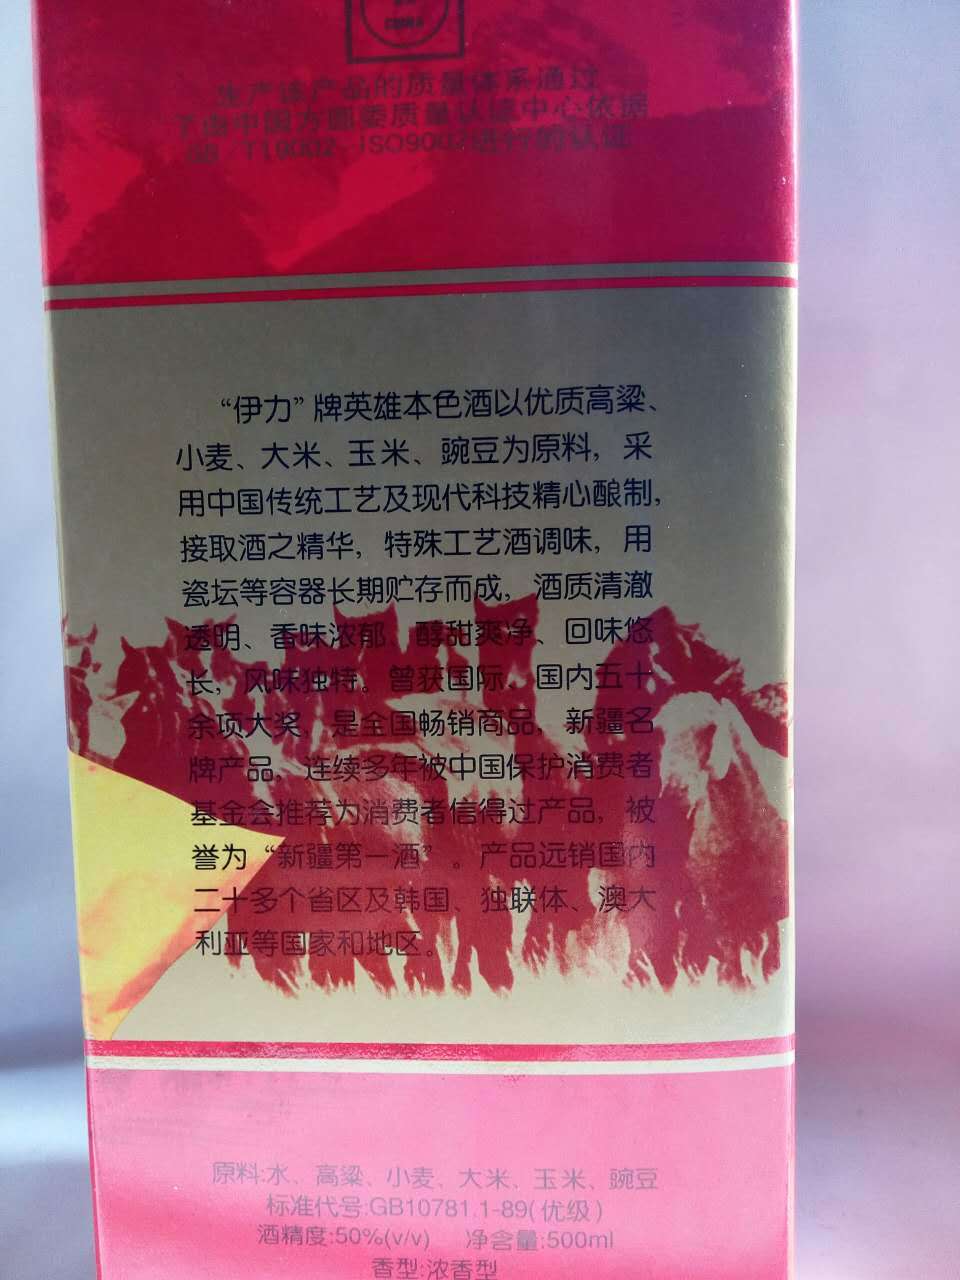 CHINA
生产该产品的质量体系通过
了由中国方圆委质量认证中心依据
GB/T19002 ISO9002进行的认证
“伊力”牌英雄本色酒以优质高粱、
小麦、大米、玉米、豌豆为原料，采
用中国传统工艺及现代科技精心酿制，
接取酒之精华，特殊工艺酒调味，用
瓷坛等容器长期贮存而成，酒质清澈
透明、香味浓郁、醇甜爽净、回味悠
长，风味独特。曾获国际、国内五十
余项大奖，是全国畅销商品，新疆名
牌产品，连续多年被中国保护消费者
基金会推荐为消费者信得过产品，被
誉为“新疆第一酒”。产品远销国内
二十多个省区及韩国、独联体、澳大
利亚等国家和地区。
原料:水、高粱、小麦、大米、玉米、豌豆
标准代号:GB10781.1-89(优级)
酒精度:50%(v/v) 净含量:500ml
香型:浓香型